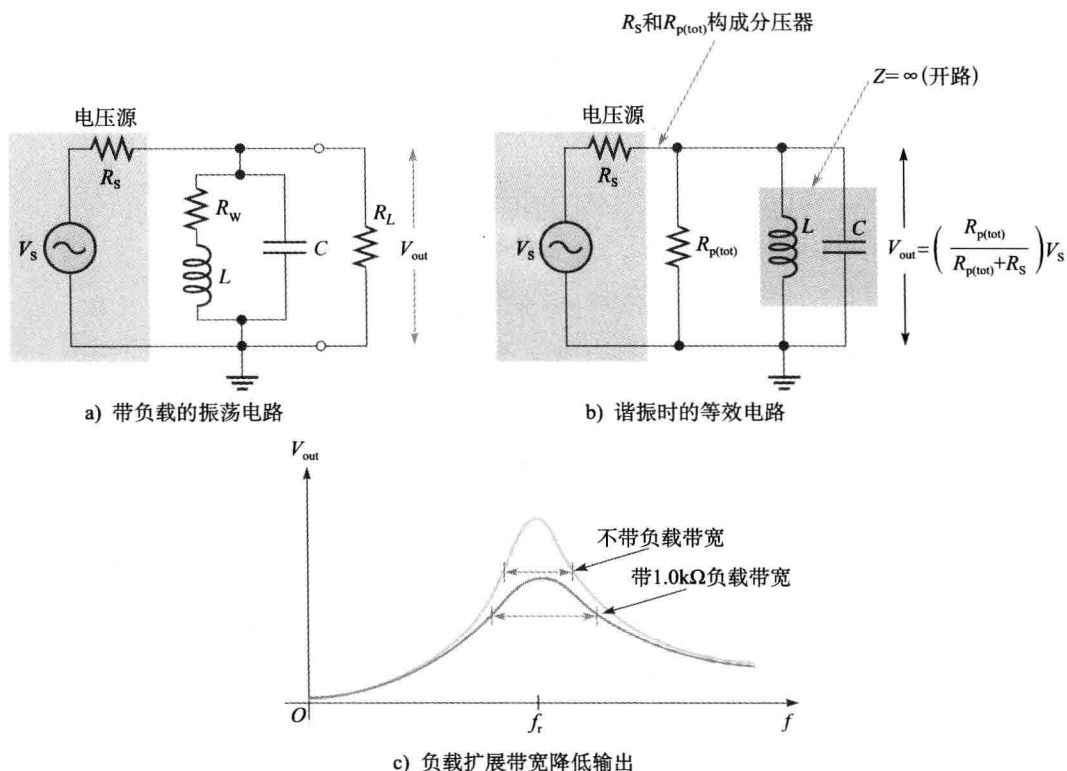 R_S和R_p(tot)构成分压器
Z=∞(开路)
电压源
R_S
R_W
L
C
R_L
V_s
V_out
a) 带负载的振荡电路
电压源
R_S
V_s
R_p(tot)
L
C
V_out=(R_p(tot)/(R_p(tot)+R_S))V_S
b) 谐振时的等效电路
V_out
不带负载带宽
带1.0kΩ负载带宽
O
f_r
f
c) 负载扩展带宽降低输出